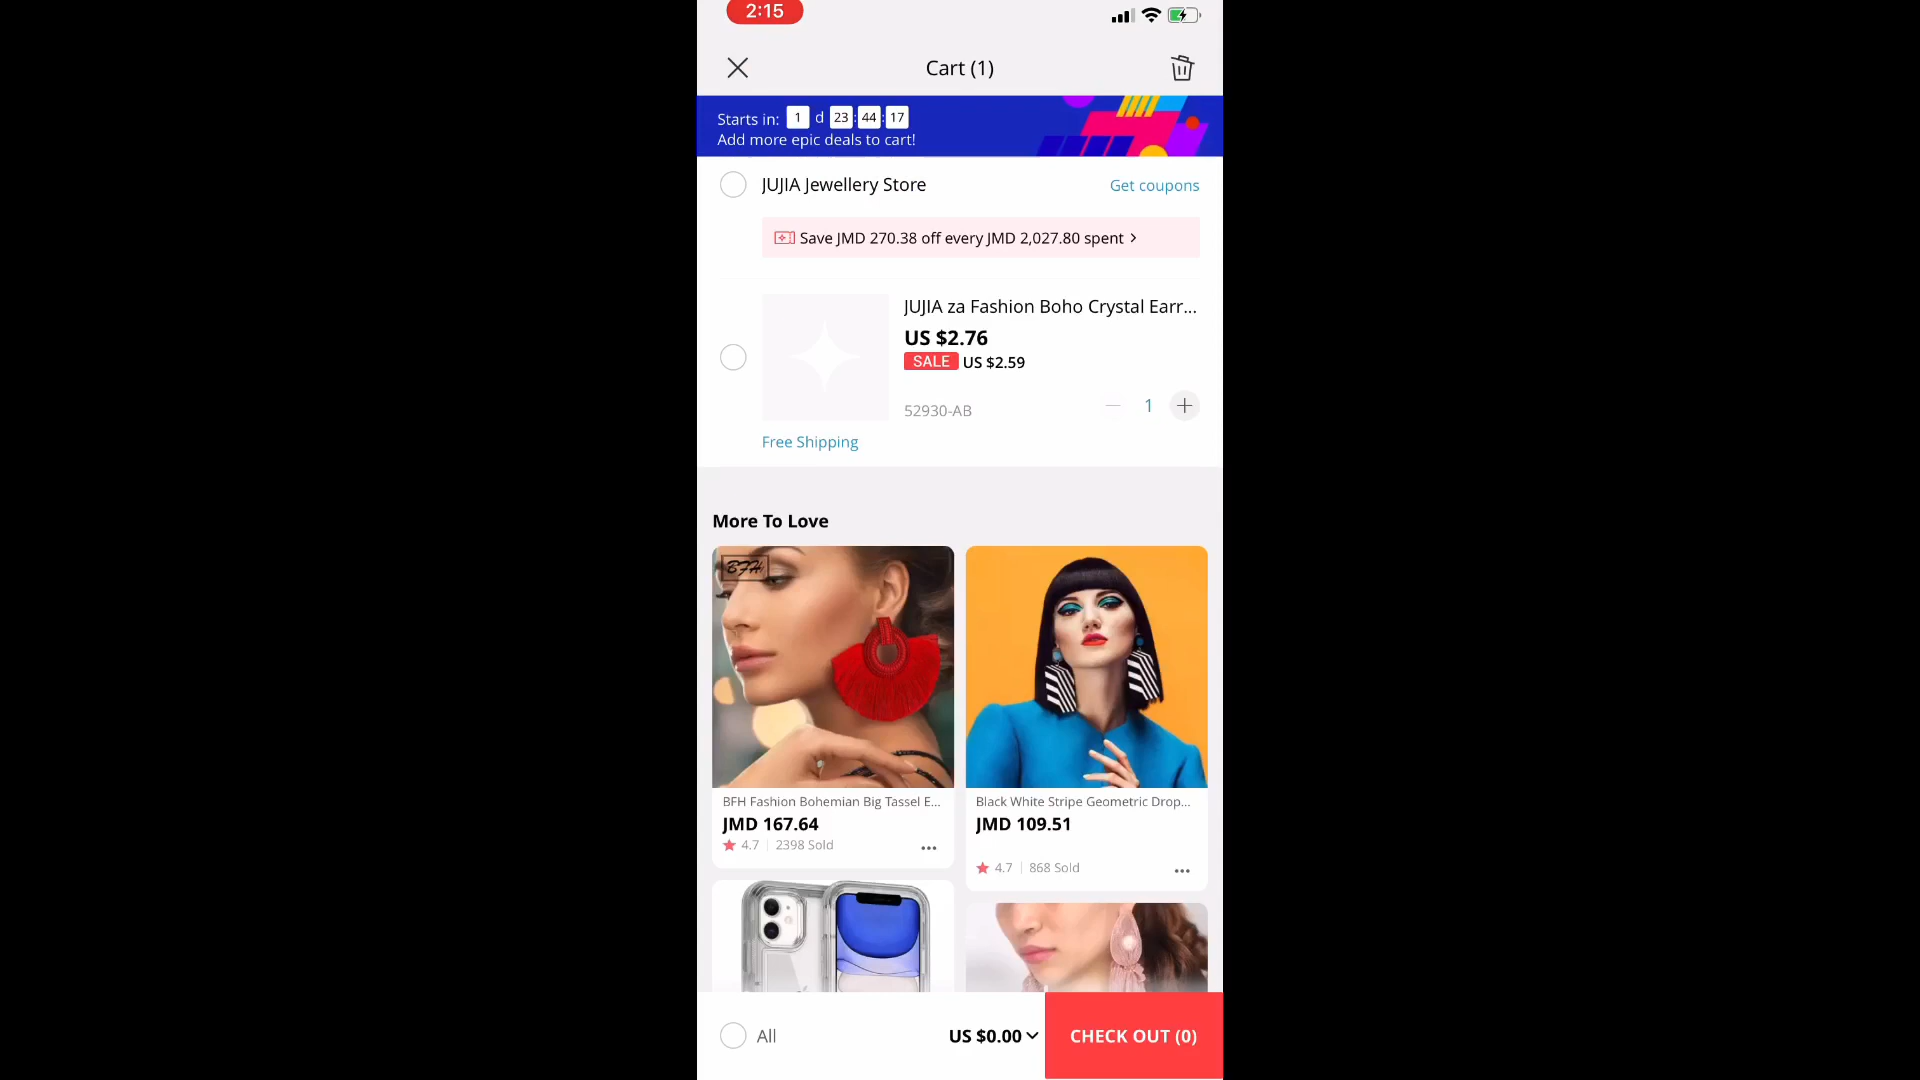 2:15
Cart (1)
Starts in: 1 d 23 : 44 : 17
Add more epic deals to cart!
JUJIA Jewellery Store
Get coupons
Save JMD 270.38 off every JMD 2,027.80 spent >
JUJIA za Fashion Boho Crystal Earr...
US $2.76
SALE US $2.59
52930-AB
1
Free Shipping
More To Love
BFH
BFH Fashion Bohemian Big Tassel E...
JMD 167.64
4.7 | 2398 Sold
Black White Stripe Geometric Drop...
JMD 109.51
4.7 | 868 Sold
All
US $0.00
CHECK OUT (0)